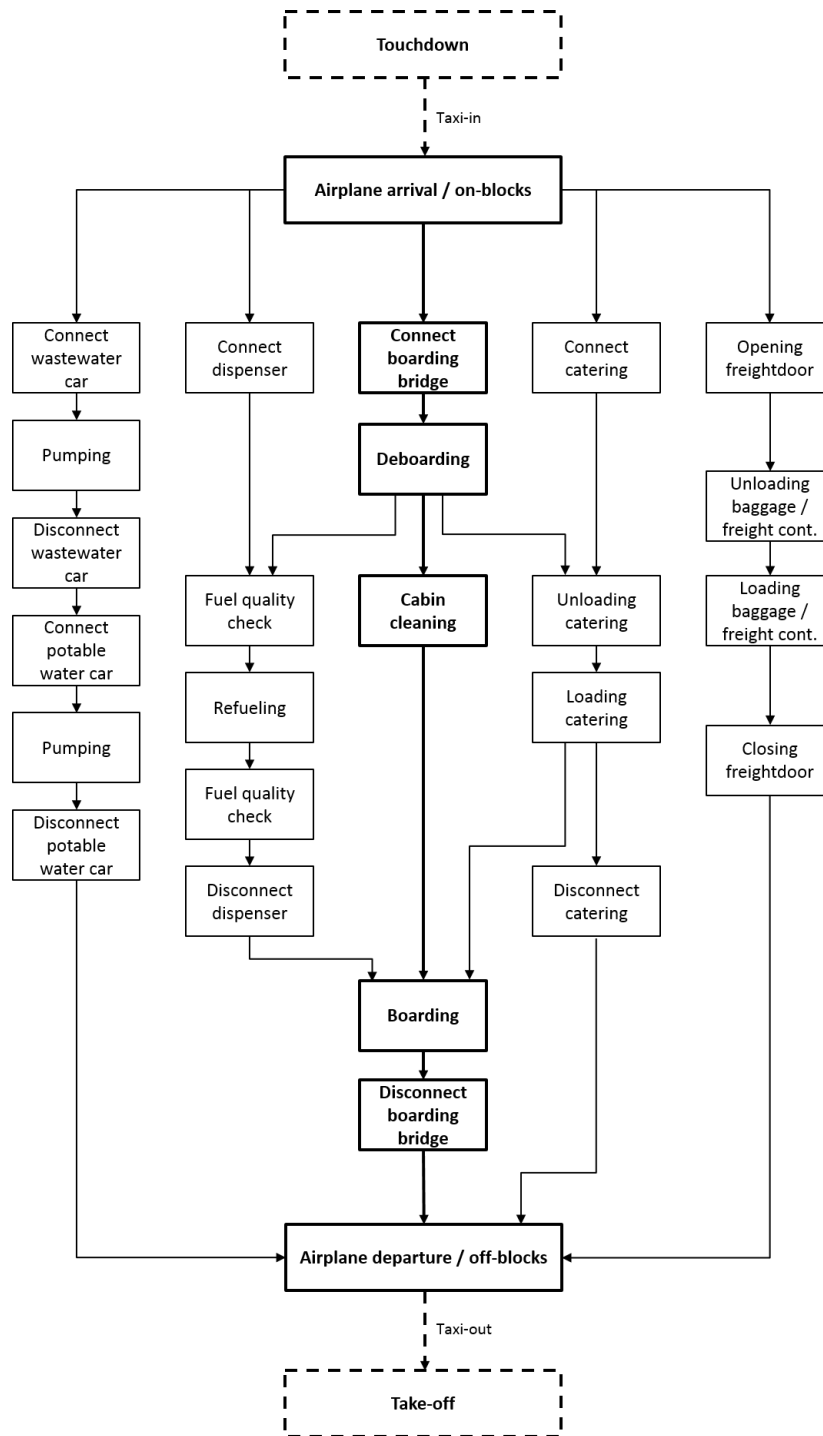 Touchdown
Taxi-in
Airplane arrival / on-blocks
Connect
wastewater
car
Connect
dispenser
Connect
boarding
bridge
Connect
catering
Opening
freightdoor
Pumping
Deboarding
Unloading
baggage /
freight cont.
Disconnect
wastewater
car
Fuel quality
check
Cabin
cleaning
Unloading
catering
Loading
baggage /
freight cont.
Connect
potable
water car
Refueling
Loading
catering
Pumping
Closing
freightdoor
Fuel quality
check
Disconnect
potable
water car
Disconnect
dispenser
Disconnect
catering
Boarding
Disconnect
boarding
bridge
Airplane departure / off-blocks
Taxi-out
Take-off